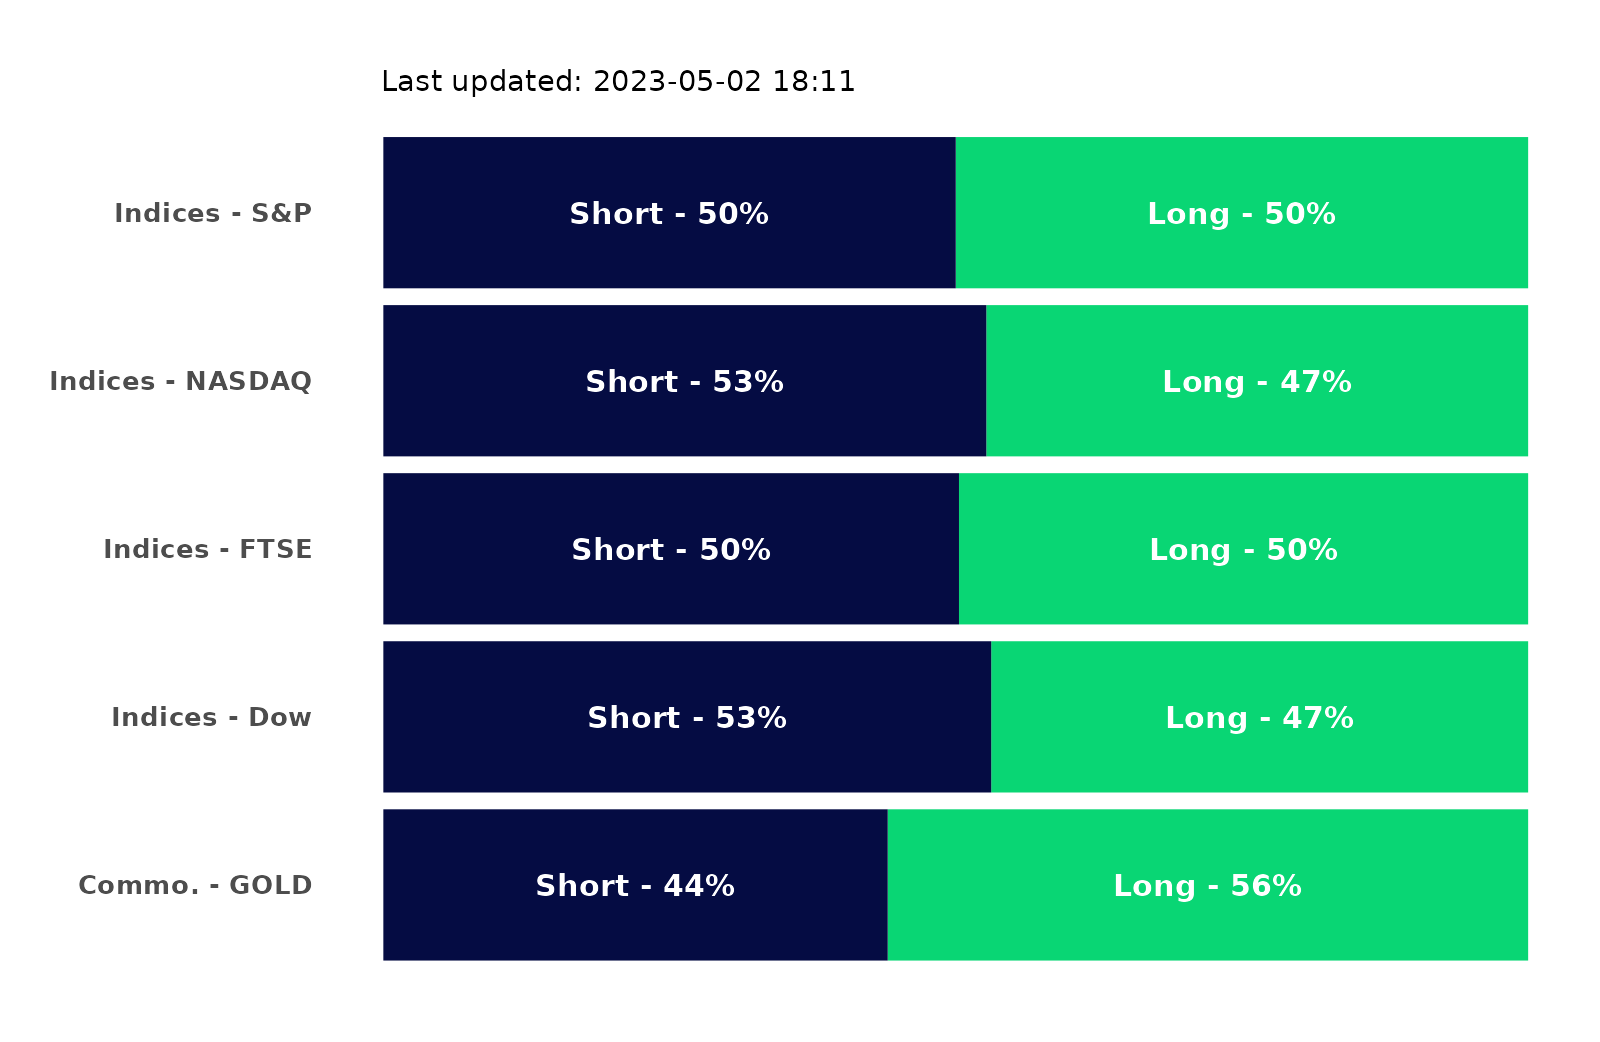 Last updated: 2023-05-02 18:11
Indices - S&P Short - 50% Long - 50%
Indices - NASDAQ Short - 53% Long - 47%
Indices - FTSE Short - 50% Long - 50%
Indices - Dow Short - 53% Long - 47%
Commo. - GOLD Short - 44% Long - 56%